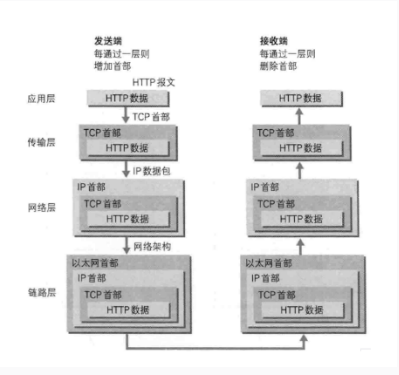 发送端
每通过一层则
增加首部
接收端
每通过一层则
删除首部
HTTP 报文
应用层
HTTP 数据
HTTP 数据
TCP 首部
传输层
TCP 首部
HTTP 数据
TCP 首部
HTTP 数据
IP 数据包
网络层
IP 首部
TCP 首部
HTTP 数据
IP 首部
TCP 首部
HTTP 数据
网络架构
链路层
以太网首部
IP 首部
TCP 首部
HTTP 数据
以太网首部
IP 首部
TCP 首部
HTTP 数据